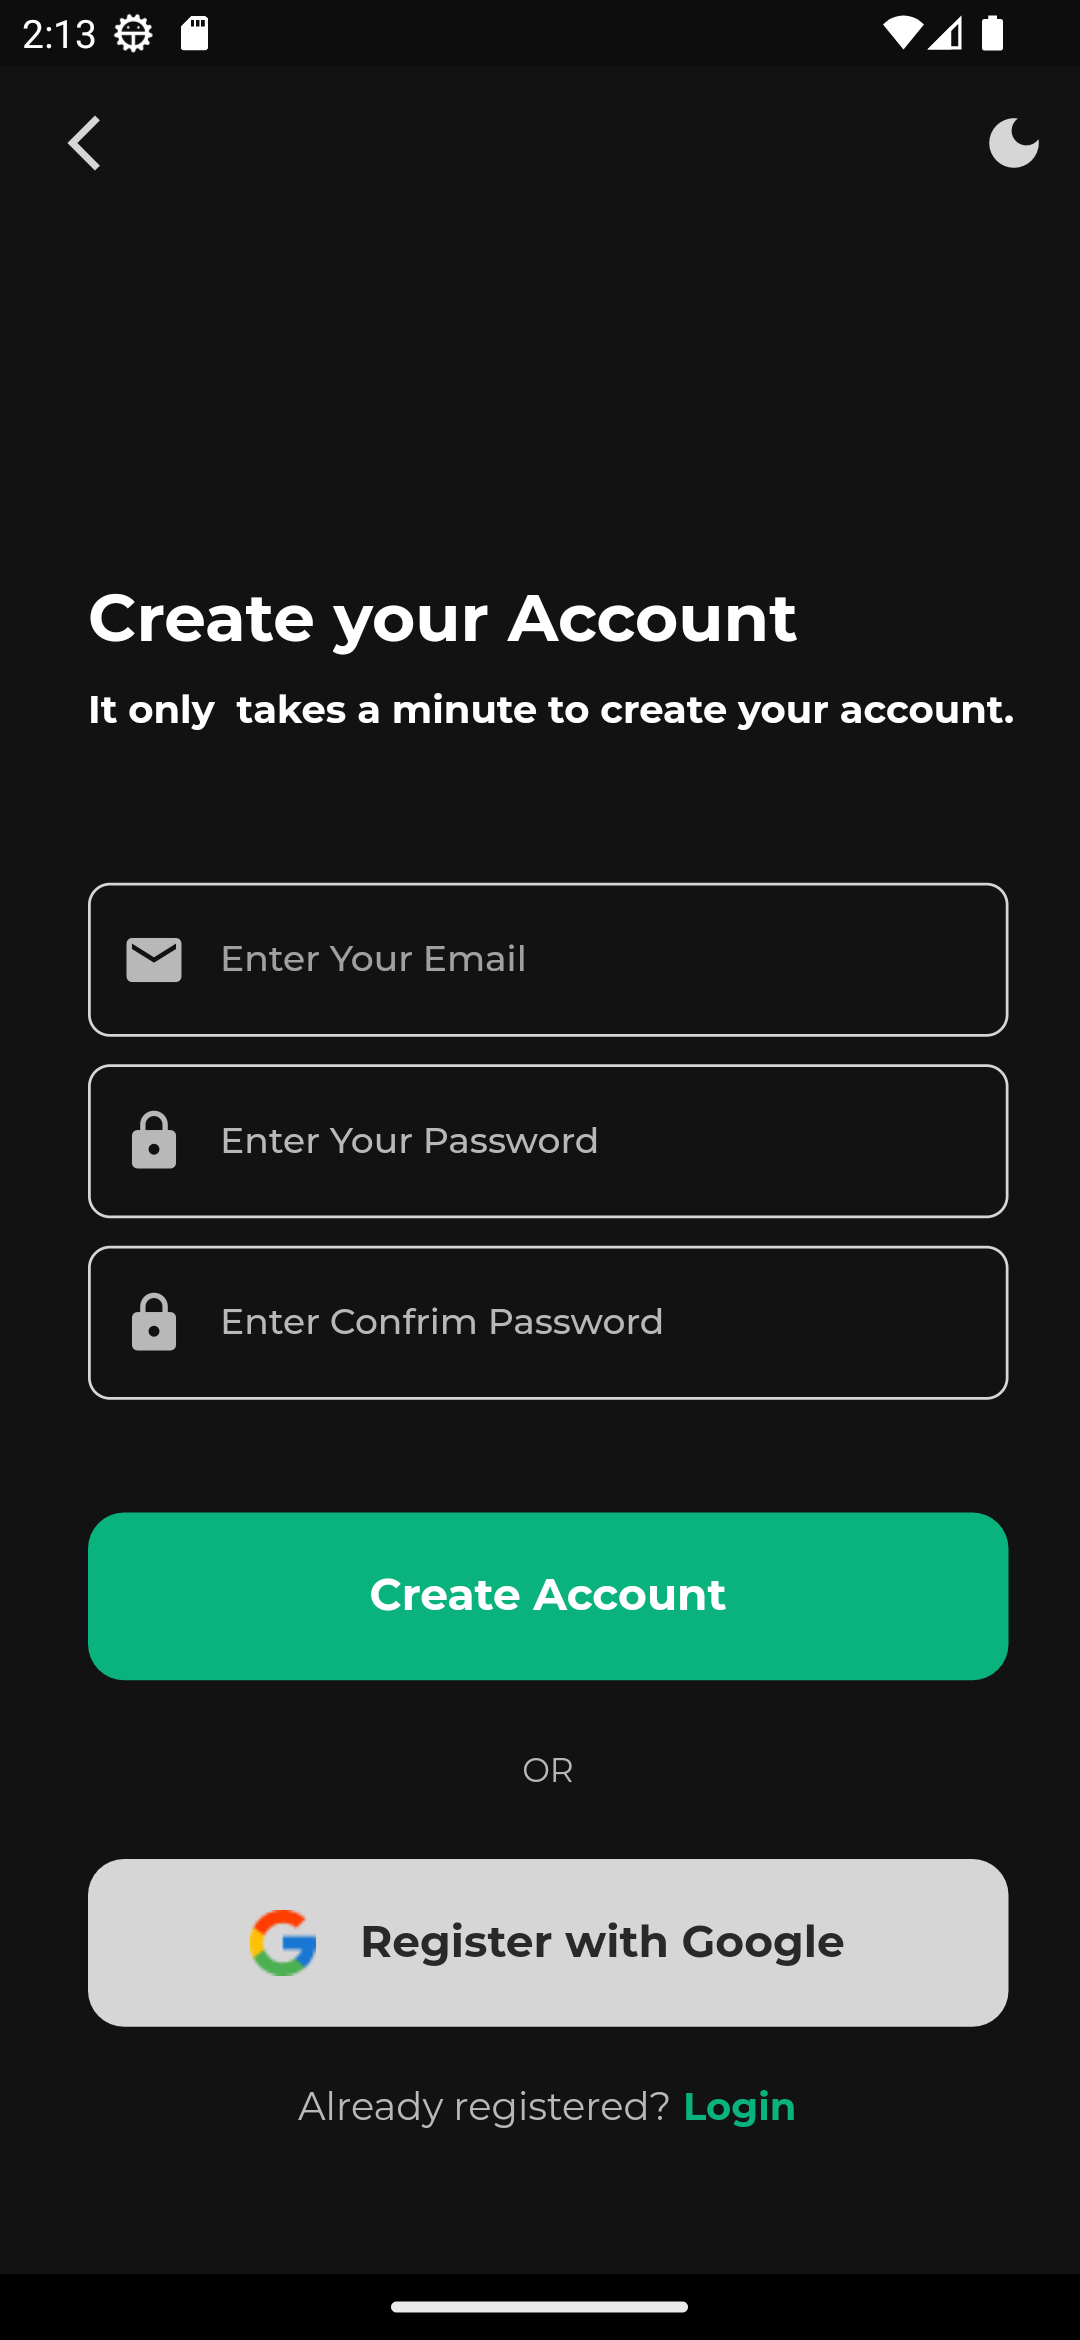 2:13
Create your Account
It only  takes a minute to create your account.
Enter Your Email
Enter Your Password
Enter Confrim Password
Create Account
OR
Register with Google
Already registered? Login